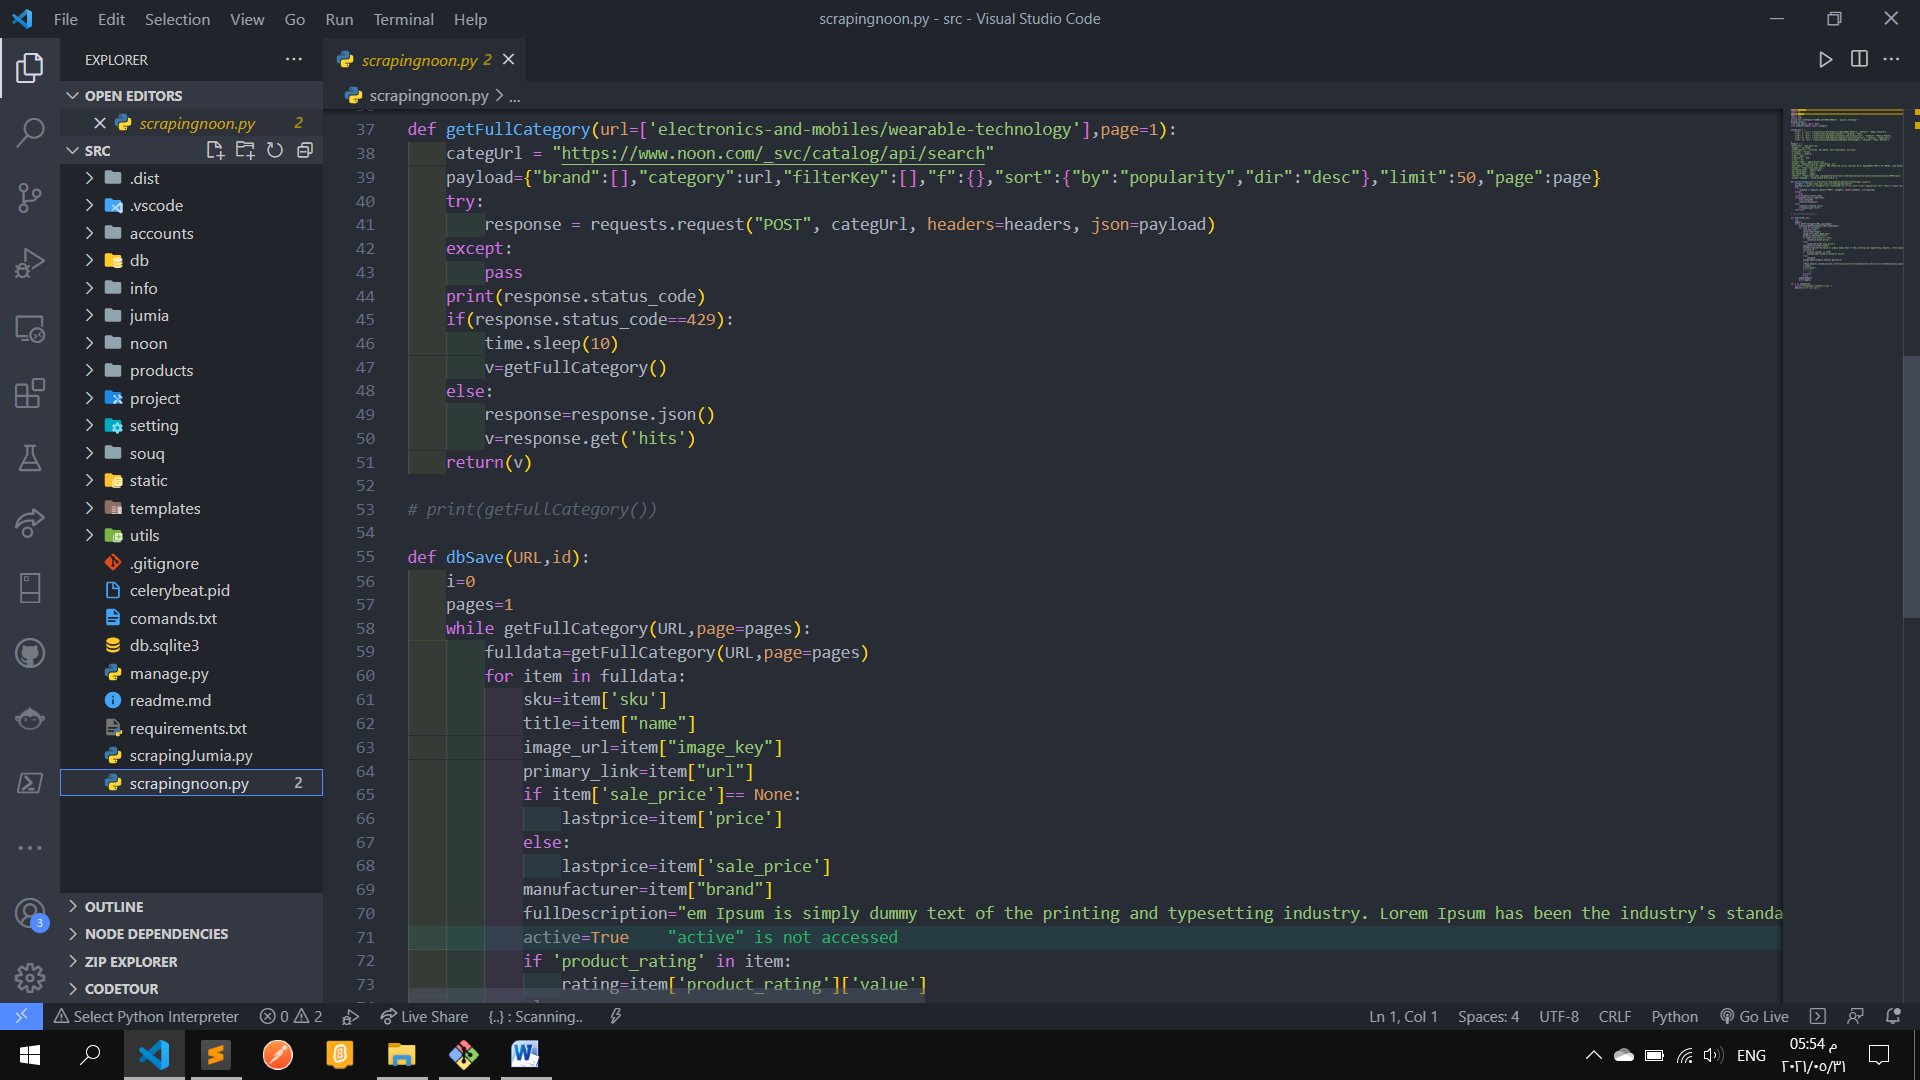 File Edit Selection View Go Run Terminal Help
scrapingnoon.py - src - Visual Studio Code
EXPLORER
OPEN EDITORS
scrapingnoon.py 2
SRC
.dist
.vscode
accounts
db
info
jumia
noon
products
project
setting
souq
static
templates
utils
.gitignore
celerybeat.pid
comands.txt
db.sqlite3
manage.py
readme.md
requirements.txt
scrapingJumia.py
scrapingnoon.py 2
OUTLINE
NODE DEPENDENCIES
ZIP EXPLORER
CODETOUR
3
scrapingnoon.py 2
scrapingnoon.py > ...
37 def getFullCategory(url=['electronics-and-mobiles/wearable-technology'],page=1):
38 categUrl = "https://www.noon.com/_svc/catalog/api/search"
39 payload={"brand":[],"category":url,"filterKey":[],"f":{},"sort":{"by":"popularity","dir":"desc"},"limit":50,"page":page}
40 try:
41 response = requests.request("POST", categUrl, headers=headers, json=payload)
42 except:
43 pass
44 print(response.status_code)
45 if(response.status_code==429):
46 time.sleep(10)
47 v=getFullCategory()
48 else:
49 response=response.json()
50 v=response.get('hits')
51 return(v)
52
53 # print(getFullCategory())
54
55 def dbSave(URL,id):
56 i=0
57 pages=1
58 while getFullCategory(URL,page=pages):
59 fulldata=getFullCategory(URL,page=pages)
60 for item in fulldata:
61 sku=item['sku']
62 title=item["name"]
63 image_url=item["image_key"]
64 primary_link=item["url"]
65 if item['sale_price']== None:
66 lastprice=item['price']
67 else:
68 lastprice=item['sale_price']
69 manufacturer=item["brand"]
70 fullDescription="em Ipsum is simply dummy text of the printing and typesetting industry. Lorem Ipsum has been the industry's standa
71 active=True "active" is not accessed
72 if 'product_rating' in item:
73 rating=item['product_rating']['value']
Select Python Interpreter 0 2 Live Share {..} : Scanning.. Ln 1, Col 1 Spaces: 4 UTF-8 CRLF Python Go Live
ENG
05:54 م
٢٠٢١/٠٥/٣١